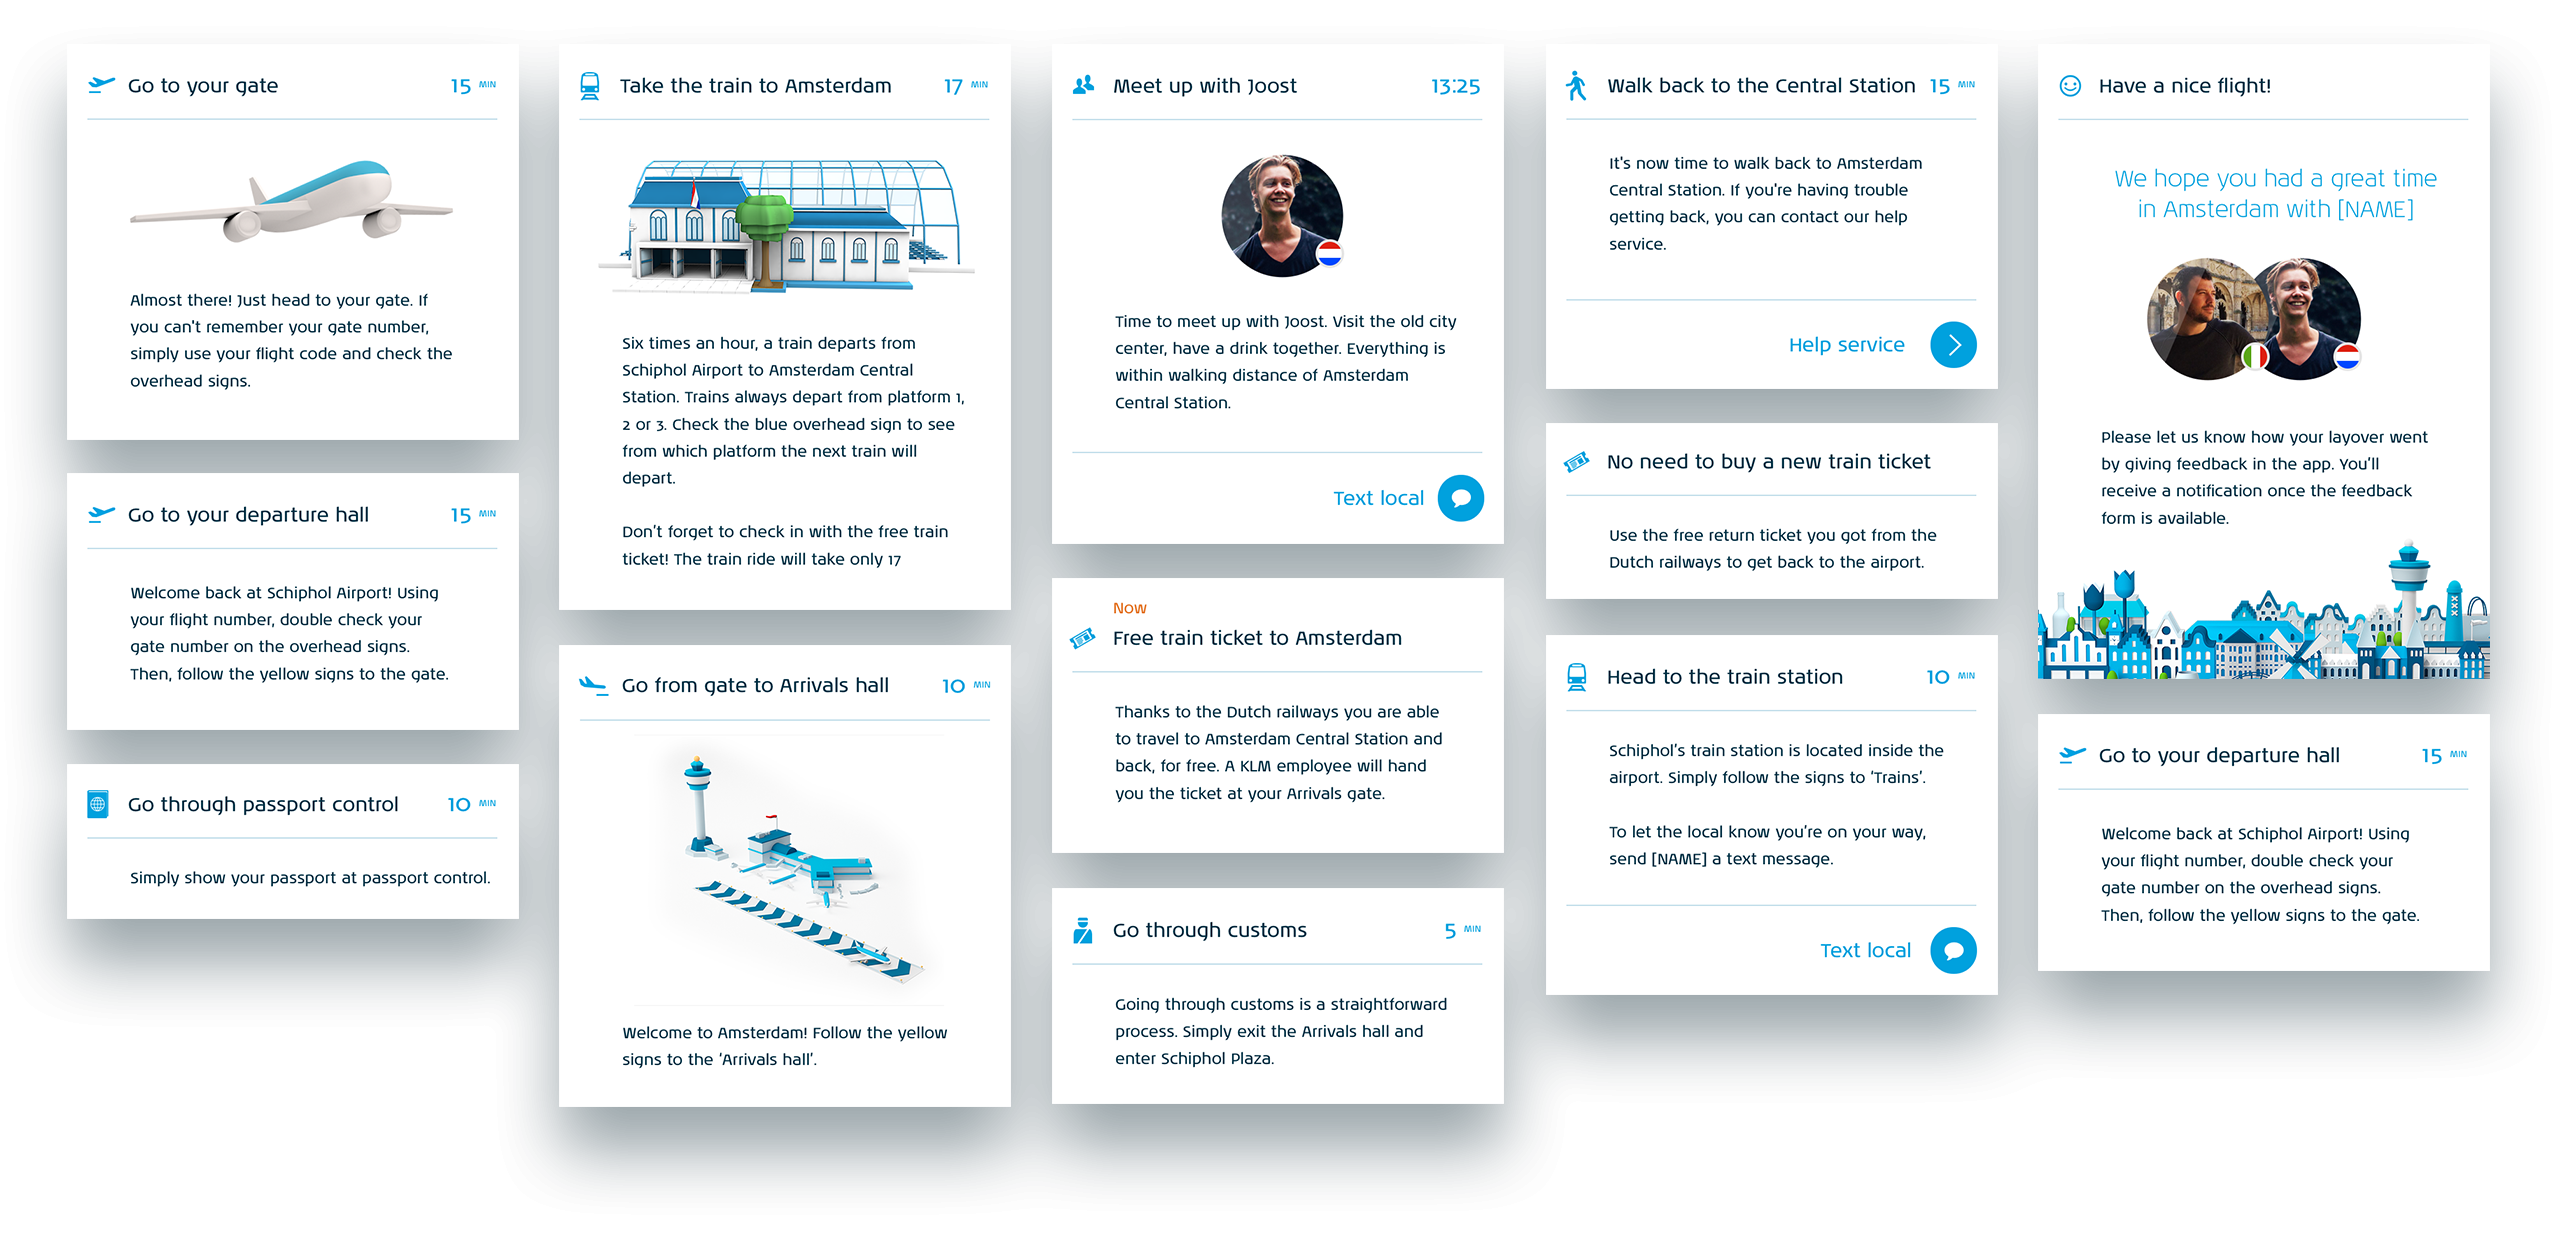 Go to your gate 15 MIN
Almost there! Just head to your gate. If
you can't remember your gate number,
simply use your flight code and check the
overhead signs.
Go to your departure hall 15 MIN
Welcome back at Schiphol Airport! Using
your flight number, double check your
gate number on the overhead signs.
Then, follow the yellow signs to the gate.
Go through passport control 10 MIN
Simply show your passport at passport control.
Take the train to Amsterdam 17 MIN
Six times an hour, a train departs from
Schiphol Airport to Amsterdam Central
Station. Trains always depart from platform 1,
2 or 3. Check the blue overhead sign to see
from which platform the next train will
depart.
Don't forget to check in with the free train
ticket! The train ride will take only 17
Go from gate to Arrivals hall 10 MIN
Welcome to Amsterdam! Follow the yellow
signs to the 'Arrivals hall'.
Meet up with Joost 13:25
Time to meet up with Joost. Visit the old city
center, have a drink together. Everything is
within walking distance of Amsterdam
Central Station.
Text local
Now
Free train ticket to Amsterdam
Thanks to the Dutch railways you are able
to travel to Amsterdam Central Station and
back, for free. A KLM employee will hand
you the ticket at your Arrivals gate.
Go through customs 5 MIN
Going through customs is a straightforward
process. Simply exit the Arrivals hall and
enter Schiphol Plaza.
Walk back to the Central Station 15 MIN
It's now time to walk back to Amsterdam
Central Station. If you're having trouble
getting back, you can contact our help
service.
Help service
No need to buy a new train ticket
Use the free return ticket you got from the
Dutch railways to get back to the airport.
Head to the train station 10 MIN
Schiphol's train station is located inside the
airport. Simply follow the signs to 'Trains'.
To let the local know you're on your way,
send [NAME] a text message.
Text local
Have a nice flight!
We hope you had a great time
in Amsterdam with [NAME]
Please let us know how your layover went
by giving feedback in the app. You'll
receive a notification once the feedback
form is available.
XXX
Go to your departure hall 15 MIN
Welcome back at Schiphol Airport! Using
your flight number, double check your
gate number on the overhead signs.
Then, follow the yellow signs to the gate.